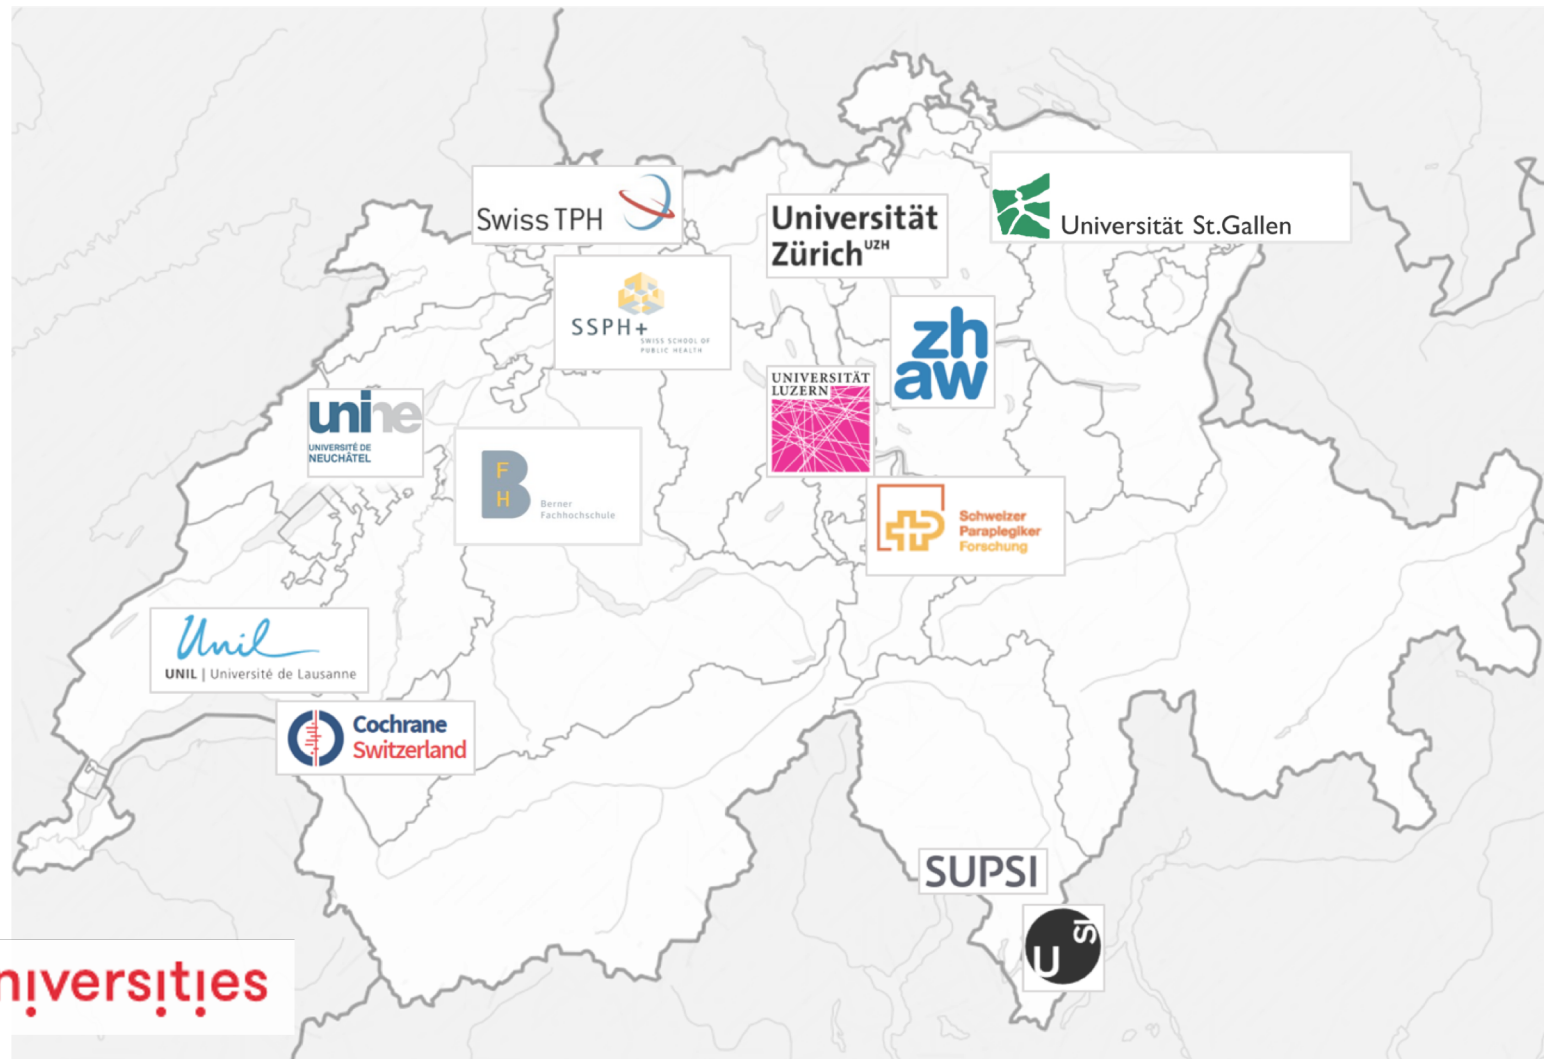 Swiss TPH
Universität
Zürich UZH
Universität St.Gallen
SSPH+
SWISS SCHOOL OF
PUBLIC HEALTH
zh
aw
UNIVERSITÄT
LUZERN
unine
UNIVERSITÉ DE
NEUCHÂTEL
B
F
H
Berner
Fachhochschule
Schweizer
Paraplegiker
Forschung
Unil
UNIL | Université de Lausanne
Cochrane
Switzerland
SUPSI
U
SI
niversities